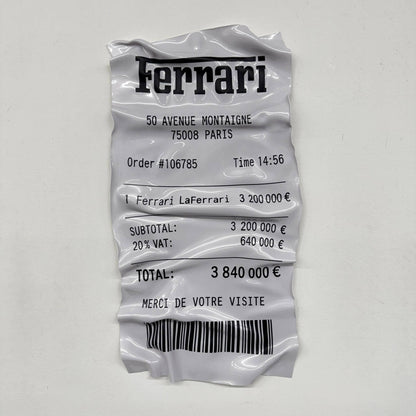 Ferrari
50 AVENUE MONTAIGNE
75008 PARIS
Order #106785 Time 14:56
1 Ferrari LaFerrari 3 200 000 €
SUBTOTAL: 3 200 000 €
20% VAT: 640 000 €
TOTAL: 3 840 000 €
MERCI DE VOTRE VISITE